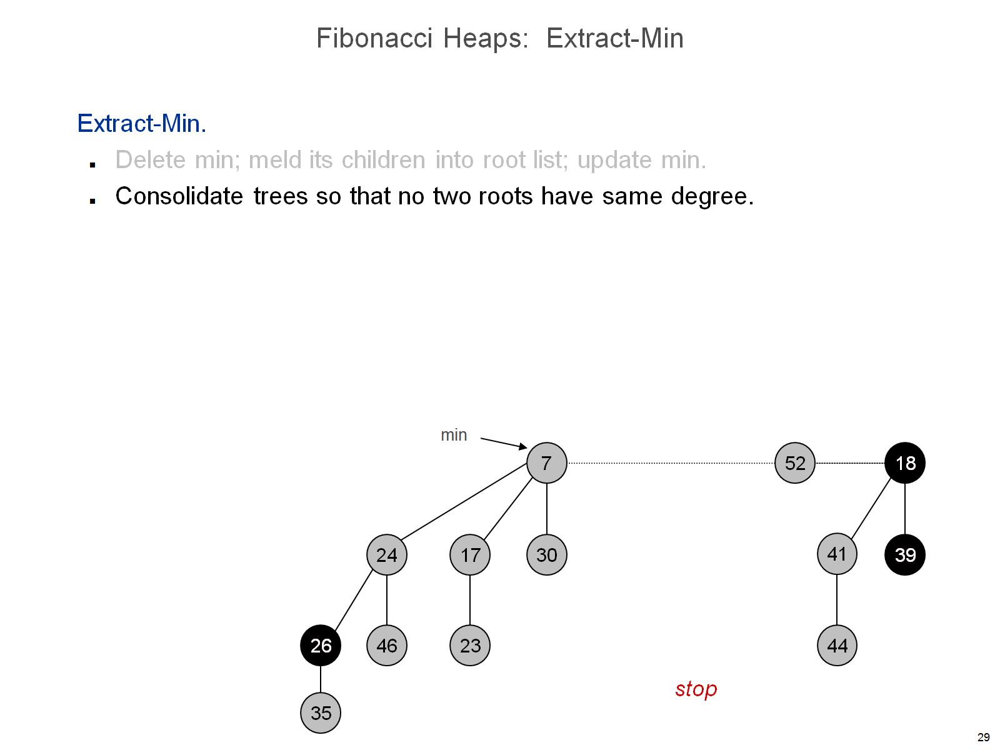 Fibonacci Heaps: Extract-Min
Extract-Min.
▪ Delete min; meld its children into root list; update min.
▪ Consolidate trees so that no two roots have same degree.
min
7 52 18
24 17 30 41 39
26 46 23 44
stop
35
29